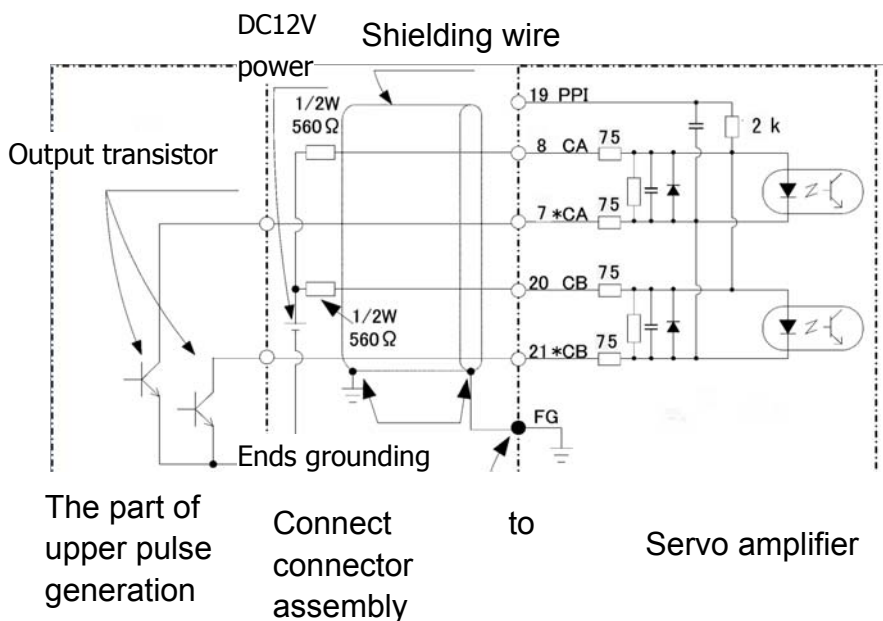 DC12V
power
Shielding wire
1/2W
560Ω
19 PPI
2 k
Output transistor
8 CA 75
7 *CA 75
20 CB 75
1/2W
560Ω
21 *CB 75
FG
Ends grounding
The part of
upper pulse
generation
Connect to
connector
assembly
Servo amplifier